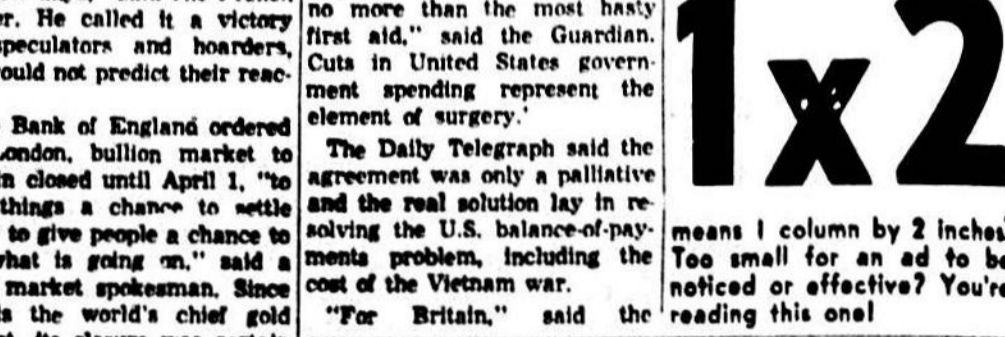 er. He called it a victory
speculators and hoarders,
ould not predict their reac-
Bank of England ordered
London, bullion market to
n closed until April 1, "to
things a chance to settle
to give people a chance to
what is going on," said a
market spokesman. Since
is the world's chief gold
no more than the most hasty
first aid," said the Guardian.
Cuts in United States govern-
ment spending represent the
element of surgery.'
The Daily Telegraph said the
agreement was only a palliative
and the real solution lay in re-
solving the U.S. balance-of-pay-
ments problem, including the
cost of the Vietnam war.
"For Britain," said the
1x2
means 1 column by 2 inches
Too small for an ad to be
noticed or effective? You're
reading this one!